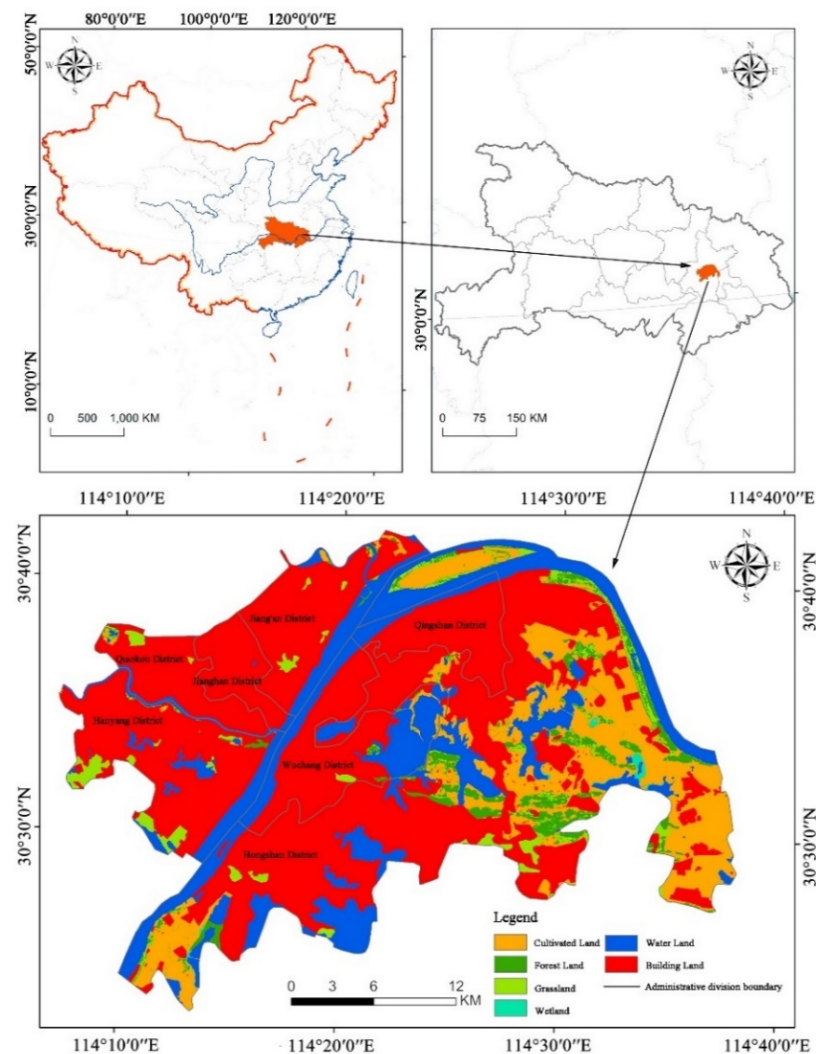 80°0'0"E 100°0'0"E 120°0'0"E
N
W E
S
50°0'0"N
30°0'0"N
10°0'0"N
0 500 1,000 KM
N
W E
S
30°0'0"N
0 75 150 KM
114°10'0"E 114°20'0"E 114°30'0"E 114°40'0"E
30°40'0"N
30°30'0"N
N
W E
S
30°40'0"N
30°30'0"N
Jiang'an District
Qingshan District
Qiaokou District
Jianghan District
Hanyang District
Wuchang District
Hongshan District
Legend
Cultivated Land
Water Land
Forest Land
Building Land
Grassland
Administrative division boundary
Wetland
0 3 6 12
KM
114°10'0"E 114°20'0"E 114°30'0"E 114°40'0"E